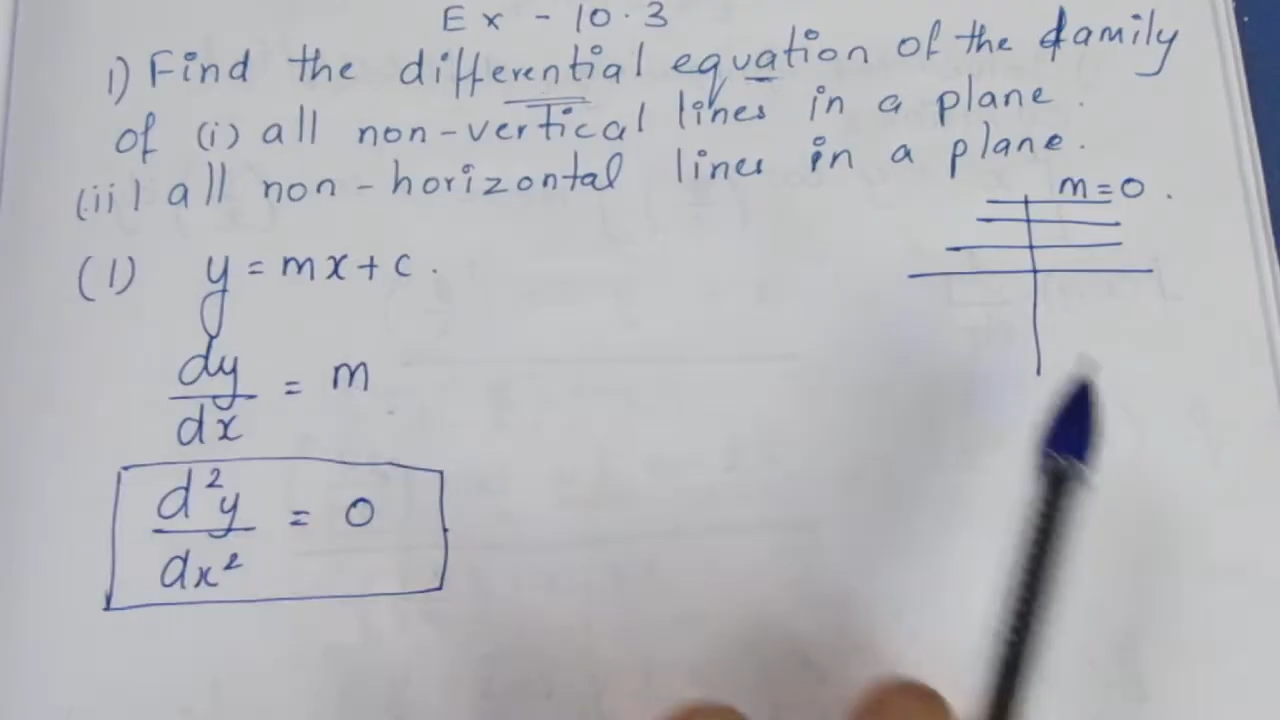 Ex - 10.3
1) Find the differential equation of the family
of (i) all non-vertical lines in a plane.
(ii) all non-horizontal lines in a plane.
m=0.
(1) y = mx + c.
dy/dx = m
d²y/dx² = 0